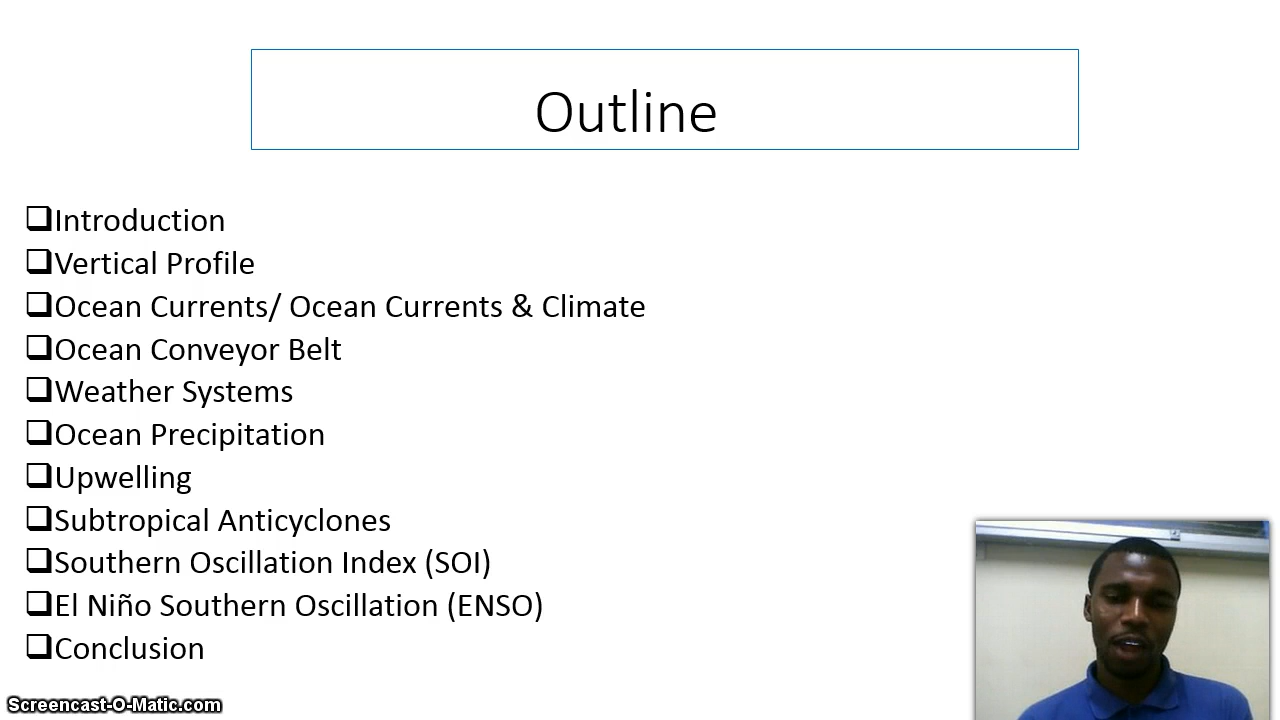 Outline
Introduction
Vertical Profile
Ocean Currents/ Ocean Currents & Climate
Ocean Conveyor Belt
Weather Systems
Ocean Precipitation
Upwelling
Subtropical Anticyclones
Southern Oscillation Index (SOI)
El Niño Southern Oscillation (ENSO)
Conclusion
Screencast-O-Matic.com